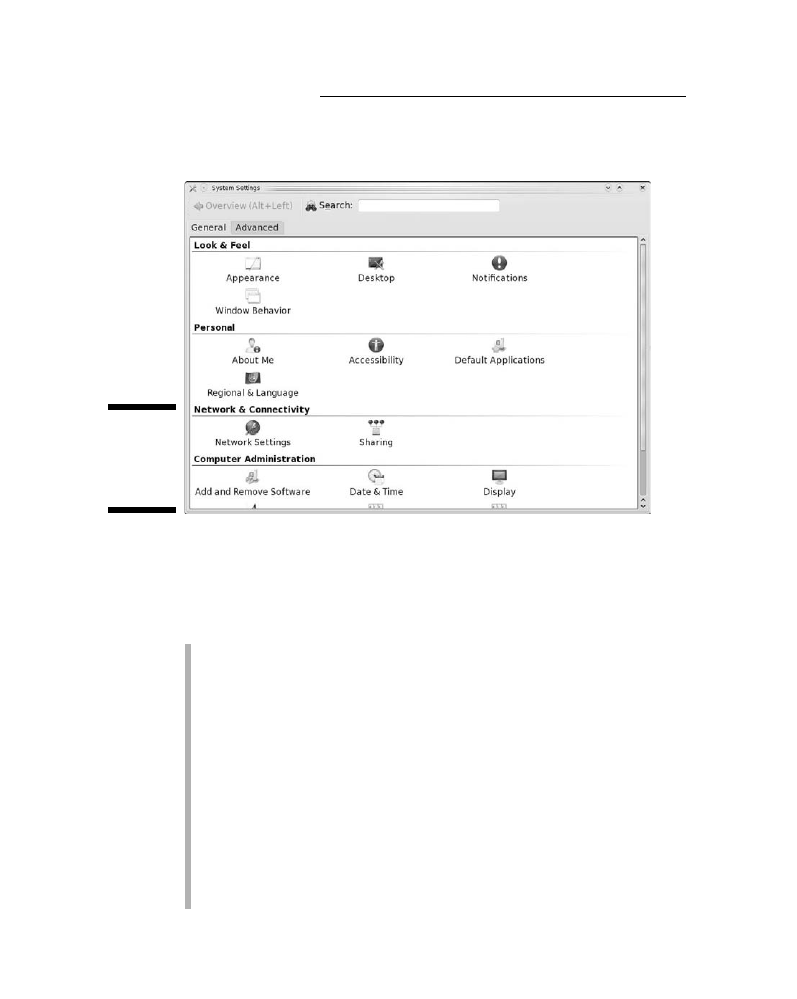 System Settings
Overview (Alt+Left) Search:
General Advanced
Look & Feel
Appearance Desktop Notifications
Window Behavior
Personal
About Me Accessibility Default Applications
Regional & Language
Network & Connectivity
Network Settings Sharing
Computer Administration
Add and Remove Software Date & Time Display